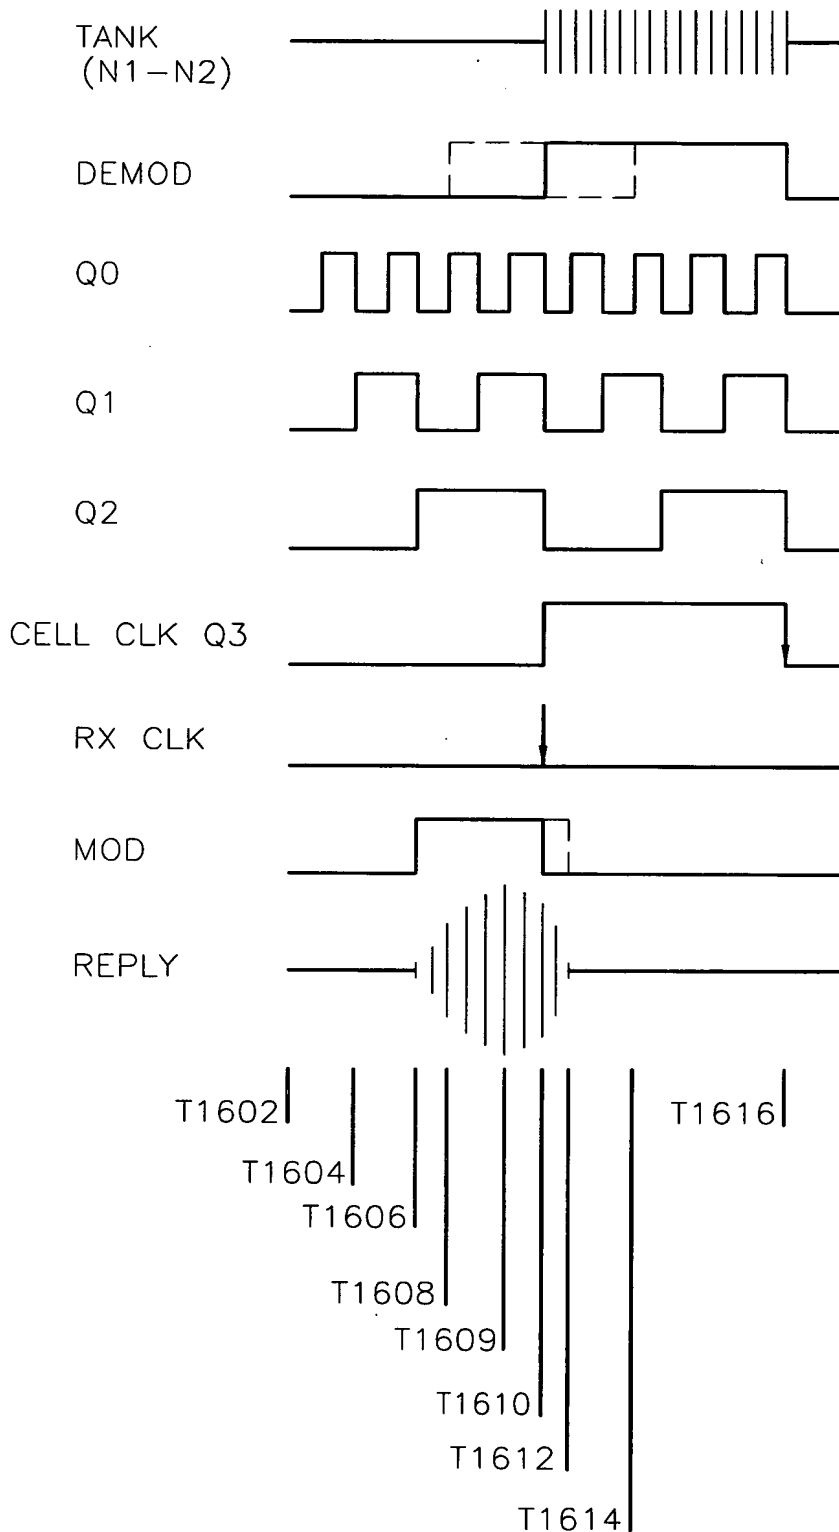 TANK
(N1-N2)
DEMOD
Q0
Q1
Q2
CELL CLK Q3
RX CLK
MOD
REPLY
T1602
T1616
T1604
T1606
T1608
T1609
T1610
T1612
T1614